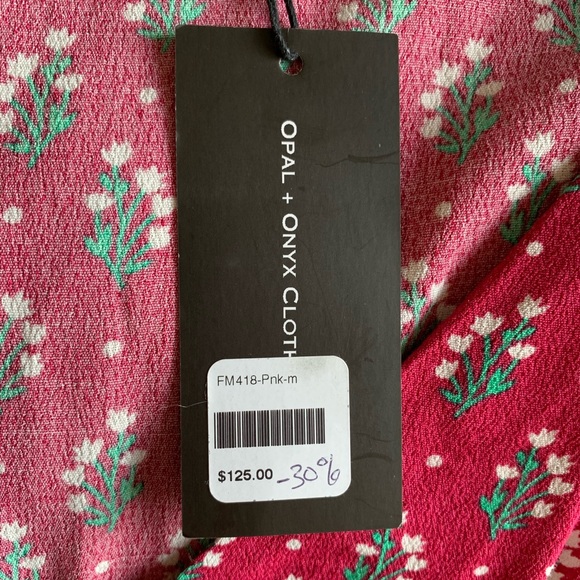 OPAL + ONYX CLOTH
FM418-Pnk-m
$125.00 -30%